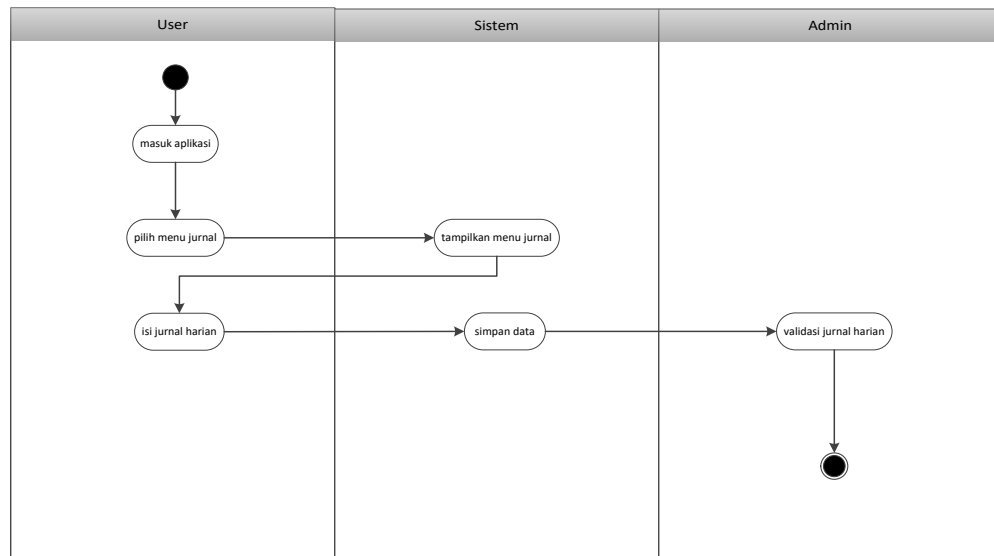 User
Sistem
Admin
masuk aplikasi
pilih menu jurnal
tampilkan menu jurnal
isi jurnal harian
simpan data
validasi jurnal harian